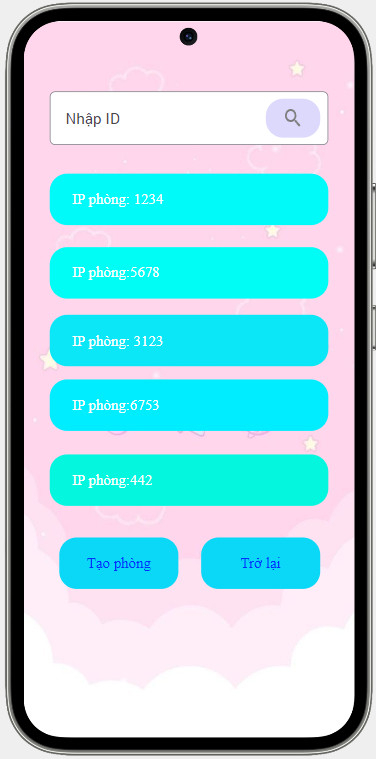 Nhập ID
IP phòng: 1234
IP phòng:5678
IP phòng: 3123
IP phòng:6753
IP phòng:442
Tạo phòng
Trở lại